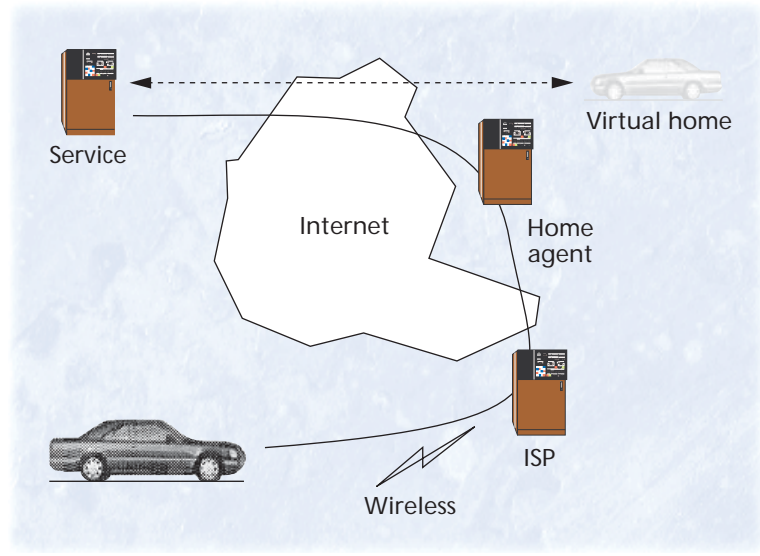 Virtual home
Service
Internet
Home
agent
ISP
Wireless